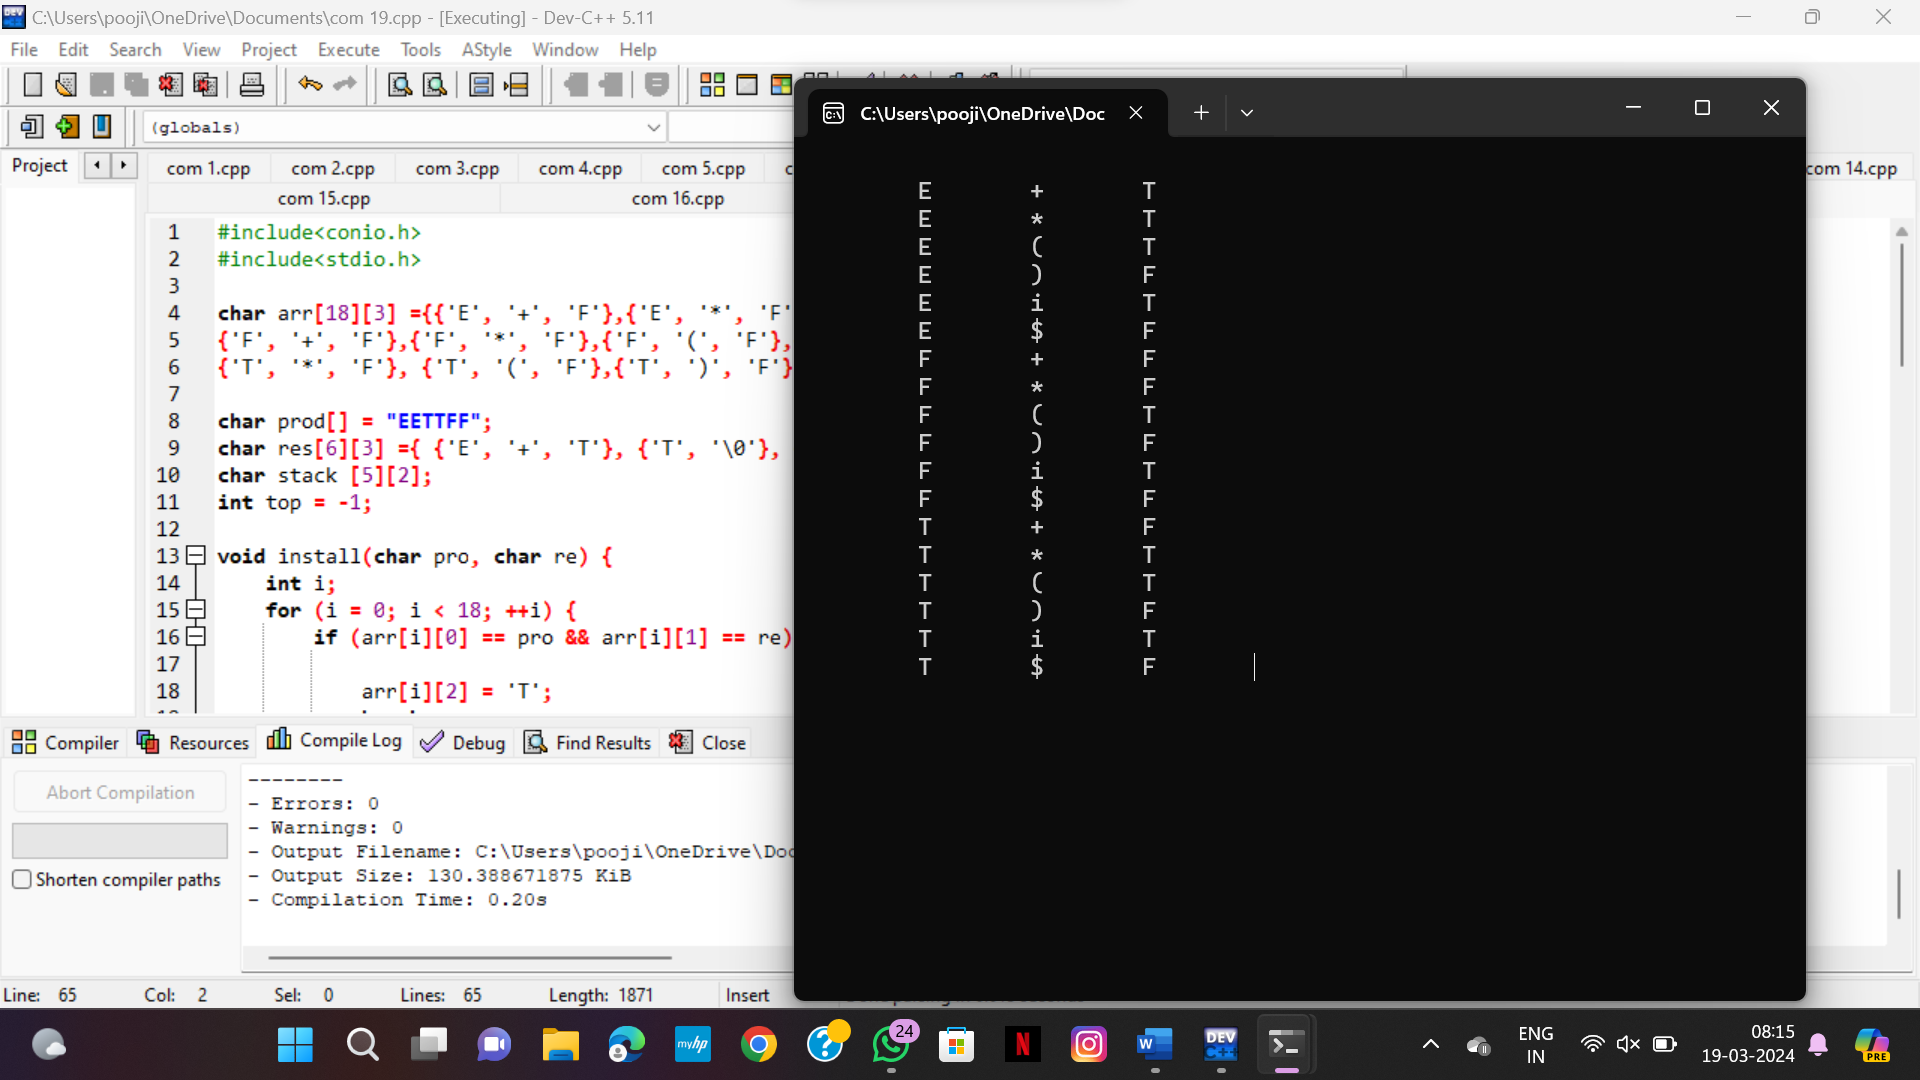 C:\Users\pooji\OneDrive\Documents\com 19.cpp - [Executing] - Dev-C++ 5.11
File Edit Search View Project Execute Tools AStyle Window Help
(globals)
Project com 1.cpp com 2.cpp com 3.cpp com 4.cpp com 5.cpp com 14.cpp
com 15.cpp com 16.cpp
1 #include<conio.h>
2 #include<stdio.h>
3
4 char arr[18][3] ={{'E', '+', 'F'},{'E', '*', 'F'
5 {'F', '+', 'F'},{'F', '*', 'F'},{'F', '(', 'F'},
6 {'T', '*', 'F'}, {'T', '(', 'F'},{'T', ')', 'F'}
7
8 char prod[] = "EETTFF";
9 char res[6][3] ={ {'E', '+', 'T'}, {'T', '\0'},
10 char stack [5][2];
11 int top = -1;
12
13 void install(char pro, char re) {
14 int i;
15 for (i = 0; i < 18; ++i) {
16 if (arr[i][0] == pro && arr[i][1] == re)
17
18 arr[i][2] = 'T';
C:\Users\pooji\OneDrive\Doc
E + T
E * T
E ( T
E ) F
E i T
E $ F
F + F
F * F
F ( T
F ) F
F i T
F $ F
T + F
T * T
T ( T
T ) F
T i T
T $ F
Compiler Resources Compile Log Debug Find Results Close
Abort Compilation
Shorten compiler paths
--------
- Errors: 0
- Warnings: 0
- Output Filename: C:\Users\pooji\OneDrive\Doc
- Output Size: 130.388671875 KiB
- Compilation Time: 0.20s
Line: 65 Col: 2 Sel: 0 Lines: 65 Length: 1871 Insert
myhp
24
N
W
DEV
C++
ENG
IN
08:15
19-03-2024
PRE